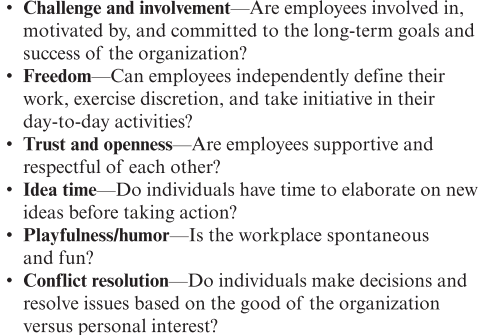 • Challenge and involvement—Are employees involved in,
motivated by, and committed to the long-term goals and
success of the organization?
• Freedom—Can employees independently define their
work, exercise discretion, and take initiative in their
day-to-day activities?
• Trust and openness—Are employees supportive and
respectful of each other?
• Idea time—Do individuals have time to elaborate on new
ideas before taking action?
• Playfulness/humor—Is the workplace spontaneous
and fun?
• Conflict resolution—Do individuals make decisions and
resolve issues based on the good of the organization
versus personal interest?